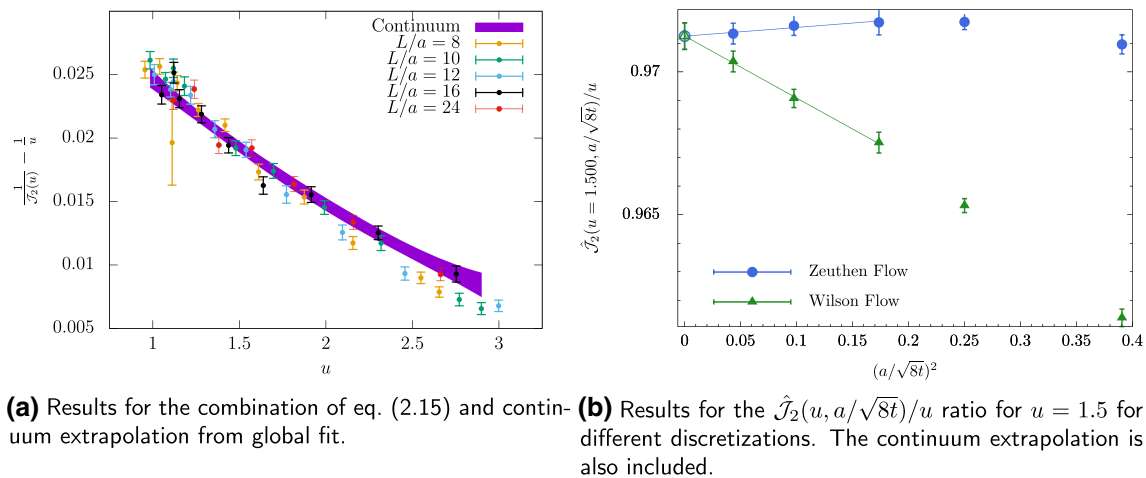 0.005
0.01
0.015
0.02
0.025
1
1.5
2
2.5
3
1/𝒥₂(u) − 1/u
u
Continuum
L/a = 8
L/a = 10
L/a = 12
L/a = 16
L/a = 24
0.965
0.97
0
0.05
0.1
0.15
0.2
0.25
0.3
0.35
0.4
𝒥̂₂(u = 1.500, a/√8t)/u
(a/√8t)²
Zeuthen Flow
Wilson Flow
(a) Results for the combination of eq. (2.15) and contin-
uum extrapolation from global fit.
(b) Results for the 𝒥̂₂(u, a/√8t)/u ratio for u = 1.5 for
different discretizations. The continuum extrapolation is
also included.